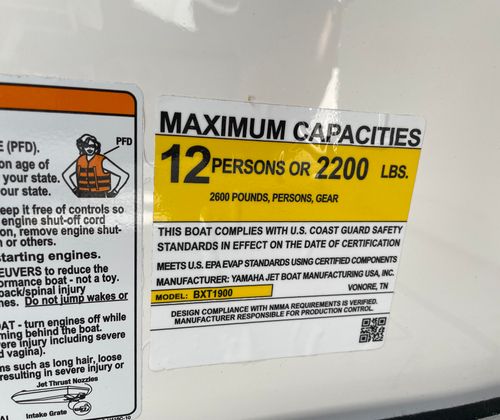 E (PFD).
on age of
your state.
our state.
PFD
eep it free of controls so
engine shut-off cord
on, remove engine shut-
n or others.
starting engines.
EUVERS to reduce the
ormance boat - not a toy.
back/spinal injury
nes. Do not jump wakes or
OAT - turn engines off while
ming behind the boat.
vere injury including severe
d vagina).
ms such as long hair, loose
resulting in severe injury or
Jet Thrust Nozzles
Intake Grate
MAXIMUM CAPACITIES
12 PERSONS OR 2200 LBS.
2600 POUNDS, PERSONS, GEAR
THIS BOAT COMPLIES WITH U.S. COAST GUARD SAFETY
STANDARDS IN EFFECT ON THE DATE OF CERTIFICATION
MEETS U.S. EPA EVAP STANDARDS USING CERTIFIED COMPONENTS
MANUFACTURER: YAMAHA JET BOAT MANUFACTURING USA, INC.
MODEL: BXT1900 VONORE, TN
DESIGN COMPLIANCE WITH NMMA REQUIREMENTS IS VERIFIED.
MANUFACTURER RESPONSIBLE FOR PRODUCTION CONTROL.